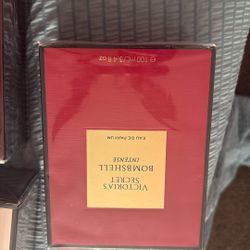 VICTORIA'S
SECRET
BOMBSHELL
INTENSE
EAU DE PARFUM
℮ 100 ml/3.4 fl oz